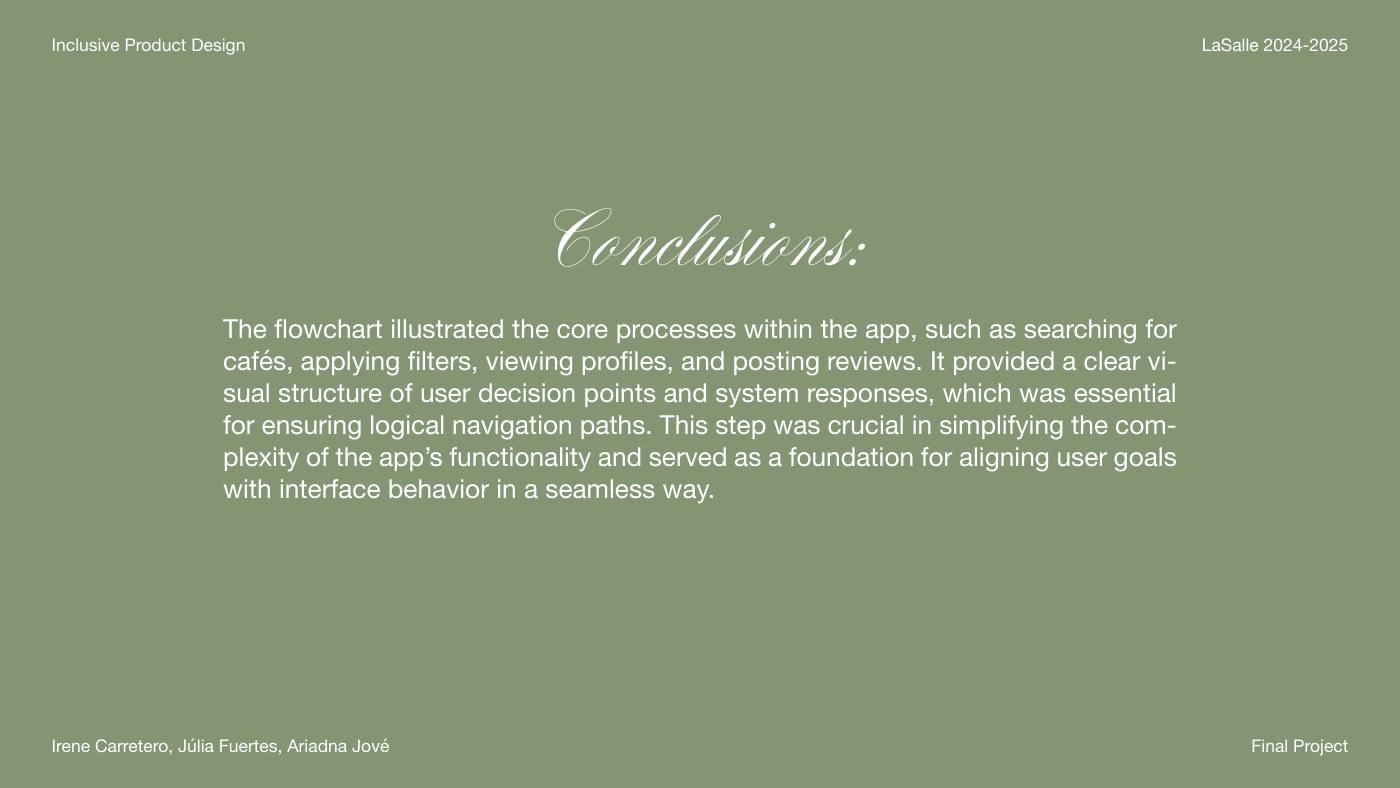 Inclusive Product Design
LaSalle 2024-2025
Conclusions:
The flowchart illustrated the core processes within the app, such as searching for
cafés, applying filters, viewing profiles, and posting reviews. It provided a clear vi-
sual structure of user decision points and system responses, which was essential
for ensuring logical navigation paths. This step was crucial in simplifying the com-
plexity of the app’s functionality and served as a foundation for aligning user goals
with interface behavior in a seamless way.
Irene Carretero, Júlia Fuertes, Ariadna Jové
Final Project